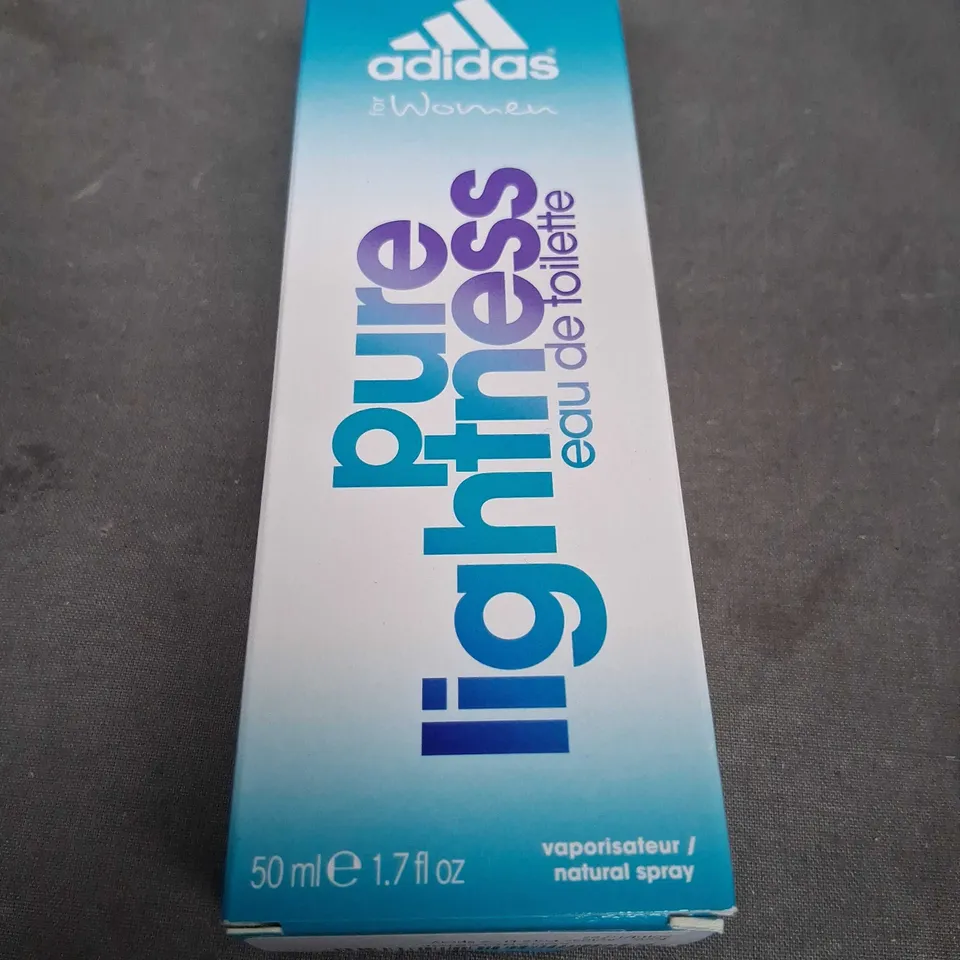 adidas
for Women
pure
lightness
eau de toilette
50 ml e 1.7 fl oz
vaporisateur /
natural spray